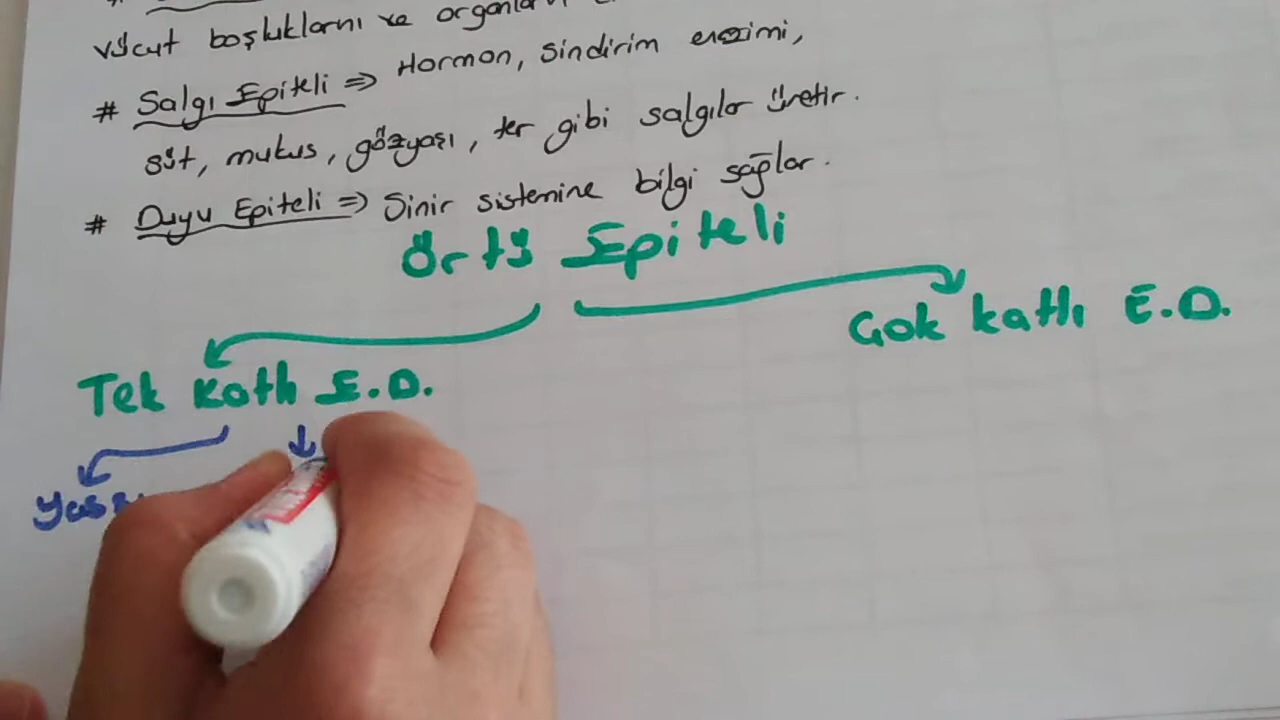 vücut boşluklarını ve organları
# Salgı Epiteli => Hormon, sindirim enzimi,
süt, mukus, gözyaşı, ter gibi salgılar üretir.
# Duyu Epiteli => Sinir sistemine bilgi sağlar.
Örtü Epiteli
Tek Katlı E.D.
Çok katlı E.D.